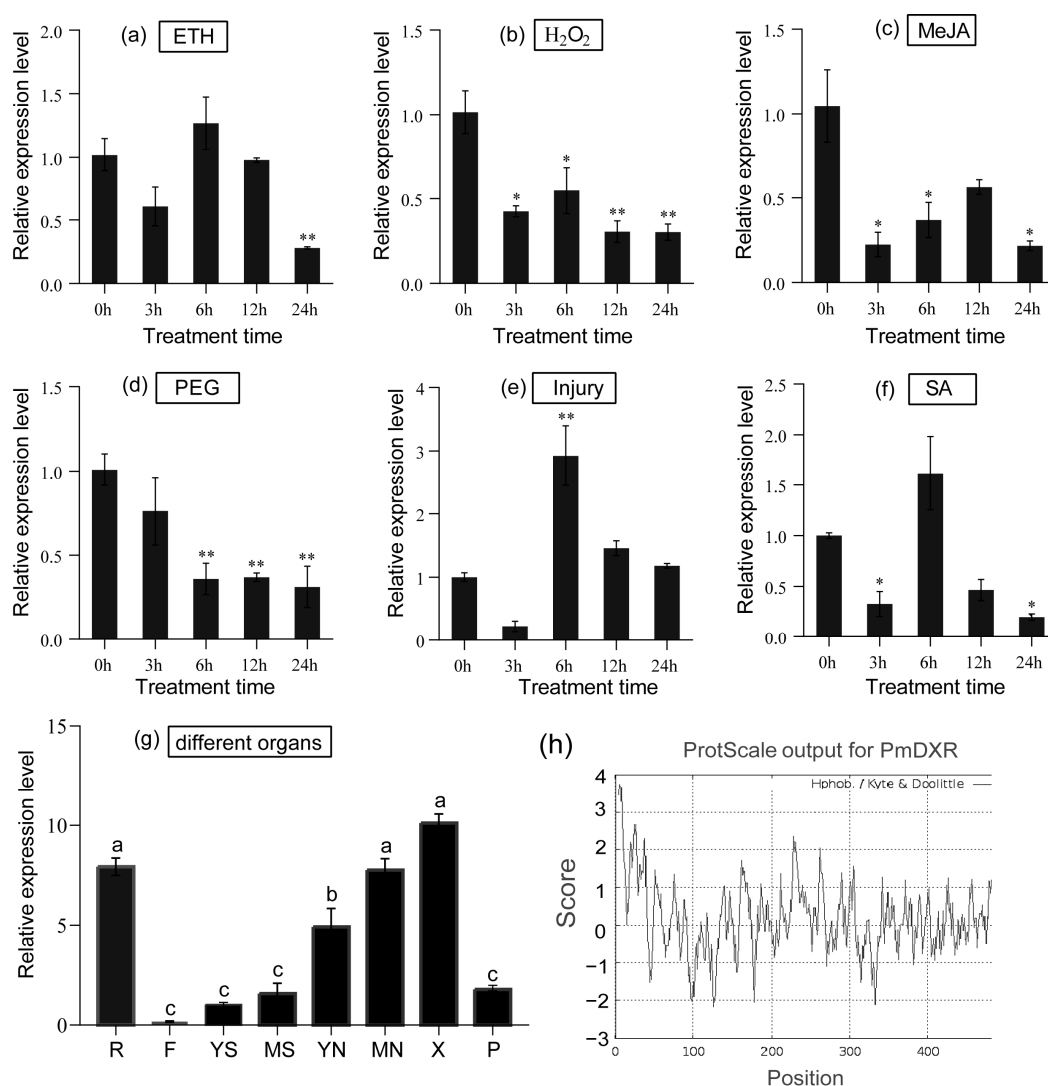 (a) ETH
Relative expression level
2.0
1.5
1.0
0.5
0.0
**
0h 3h 6h 12h 24h
Treatment time
(b) H₂O₂
Relative expression level
1.5
1.0
0.5
0.0
* * ** **
0h 3h 6h 12h 24h
Treatment time
(c) MeJA
Relative expression level
1.5
1.0
0.5
0.0
* * *
0h 3h 6h 12h 24h
Treatment time
(d) PEG
Relative expression level
1.5
1.0
0.5
0.0
** ** **
0h 3h 6h 12h 24h
Treatment time
(e) Injury
Relative expression level
4
3
2
1
0
**
0h 3h 6h 12h 24h
Treatment time
(f) SA
Relative expression level
2.5
2.0
1.5
1.0
0.5
0.0
* *
0h 3h 6h 12h 24h
Treatment time
(g) different organs
Relative expression level
15
10
5
0
a c c c b a a c
R F YS MS YN MN X P
(h)
ProtScale output for PmDXR
Hphob. / Kyte & Doolittle
Score
4
3
2
1
0
−1
−2
−3
0 100 200 300 400
Position